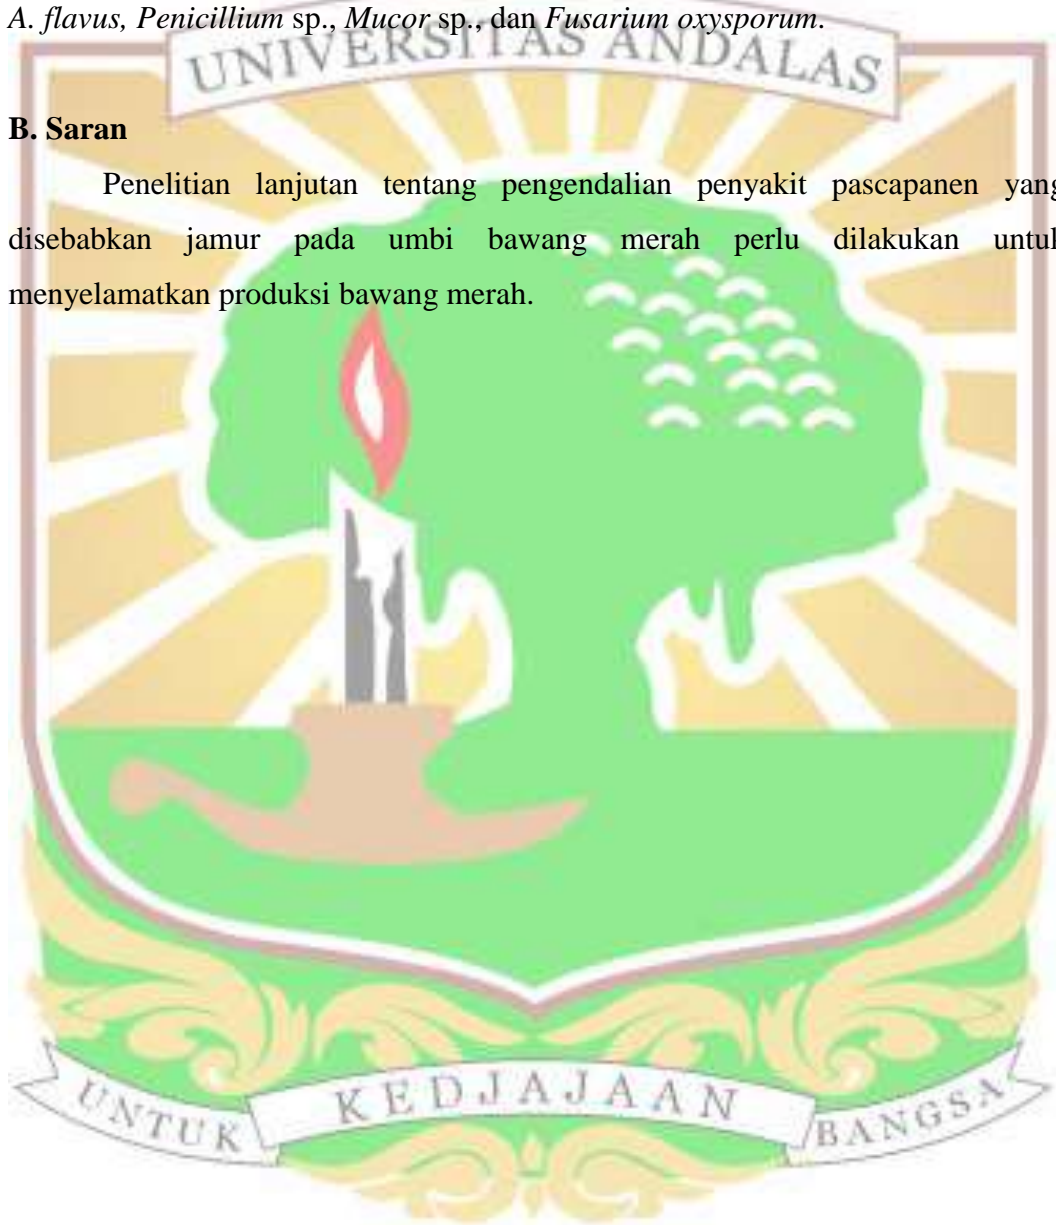 A. flavus, Penicillium sp., Mucor sp., dan Fusarium oxysporum.
UNIVERSITAS ANDALAS
B. Saran
Penelitian lanjutan tentang pengendalian penyakit pascapanen yang
disebabkan jamur pada umbi bawang merah perlu dilakukan untuk
menyelamatkan produksi bawang merah.
UNTUK KEDJAJAAN BANGSA